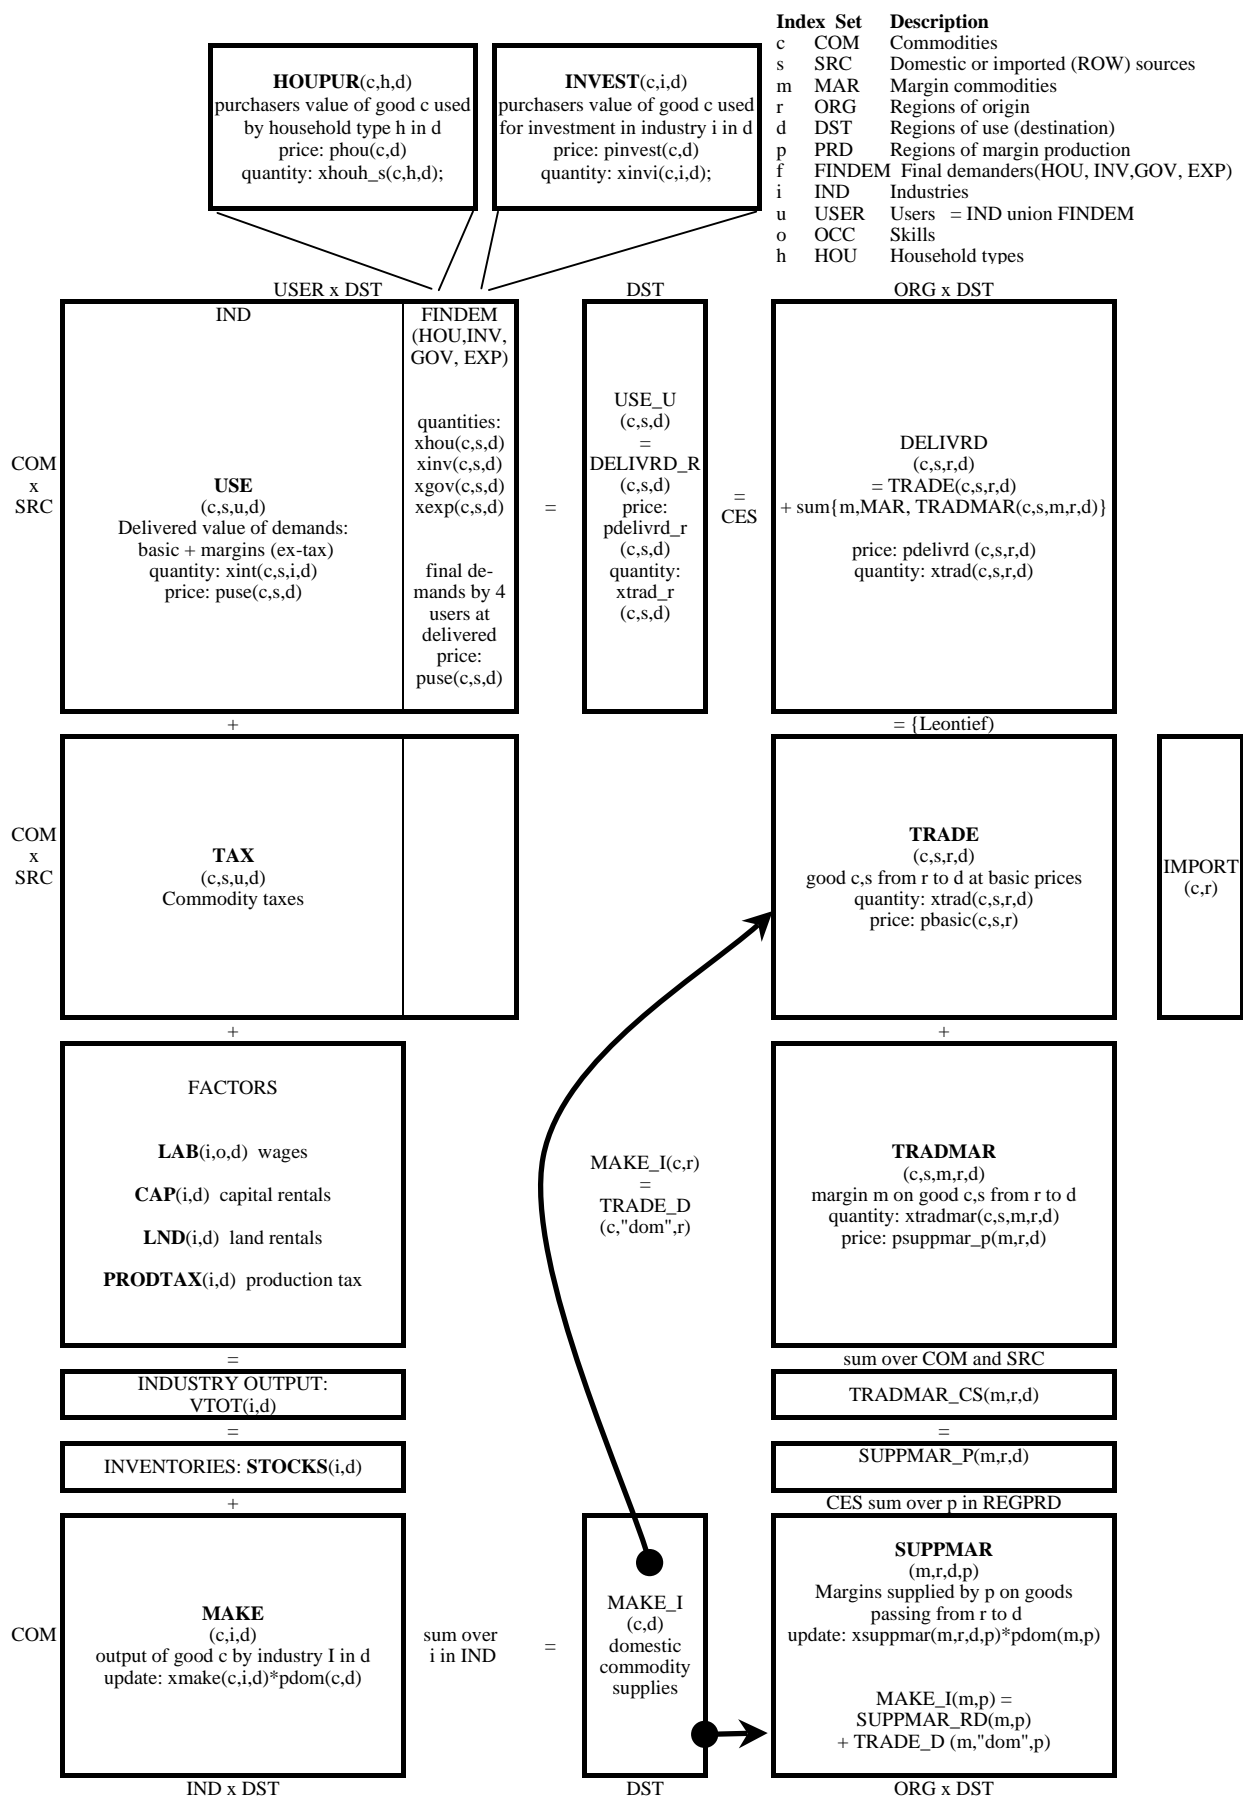 Index Set Description
c COM Commodities
s SRC Domestic or imported (ROW) sources
m MAR Margin commodities
r ORG Regions of origin
d DST Regions of use (destination)
p PRD Regions of margin production
f FINDEM Final demanders(HOU, INV,GOV, EXP)
i IND Industries
u USER Users = IND union FINDEM
o OCC Skills
h HOU Household types
HOUPUR(c,h,d)
purchasers value of good c used
by household type h in d
price: phou(c,d)
quantity: xhouh_s(c,h,d);
INVEST(c,i,d)
purchasers value of good c used
for investment in industry i in d
price: pinvest(c,d)
quantity: xinvi(c,i,d);
USER x DST
DST
ORG x DST
COM
x
SRC
IND
USE
(c,s,u,d)
Delivered value of demands:
basic + margins (ex-tax)
quantity: xint(c,s,i,d)
price: puse(c,s,d)
FINDEM
(HOU,INV,
GOV, EXP)
quantities:
xhou(c,s,d)
xinv(c,s,d)
xgov(c,s,d)
xexp(c,s,d)
final de-
mands by 4
users at
delivered
price:
puse(c,s,d)
=
USE_U
(c,s,d)
=
DELIVRD_R
(c,s,d)
price:
pdelivrd_r
(c,s,d)
quantity:
xtrad_r
(c,s,d)
=
CES
DELIVRD
(c,s,r,d)
= TRADE(c,s,r,d)
+ sum{m,MAR, TRADMAR(c,s,m,r,d)}
price: pdelivrd (c,s,r,d)
quantity: xtrad(c,s,r,d)
+
= {Leontief)
COM
x
SRC
TAX
(c,s,u,d)
Commodity taxes
TRADE
(c,s,r,d)
good c,s from r to d at basic prices
quantity: xtrad(c,s,r,d)
price: pbasic(c,s,r)
IMPORT
(c,r)
+
+
FACTORS
LAB(i,o,d) wages
CAP(i,d) capital rentals
LND(i,d) land rentals
PRODTAX(i,d) production tax
MAKE_I(c,r)
=
TRADE_D
(c,"dom",r)
TRADMAR
(c,s,m,r,d)
margin m on good c,s from r to d
quantity: xtradmar(c,s,m,r,d)
price: psuppmar_p(m,r,d)
=
sum over COM and SRC
INDUSTRY OUTPUT:
VTOT(i,d)
TRADMAR_CS(m,r,d)
=
=
INVENTORIES: STOCKS(i,d)
SUPPMAR_P(m,r,d)
+
CES sum over p in REGPRD
COM
MAKE
(c,i,d)
output of good c by industry I in d
update: xmake(c,i,d)*pdom(c,d)
sum over
i in IND
=
MAKE_I
(c,d)
domestic
commodity
supplies
SUPPMAR
(m,r,d,p)
Margins supplied by p on goods
passing from r to d
update: xsuppmar(m,r,d,p)*pdom(m,p)
MAKE_I(m,p) =
SUPPMAR_RD(m,p)
+ TRADE_D (m,"dom",p)
IND x DST
DST
ORG x DST